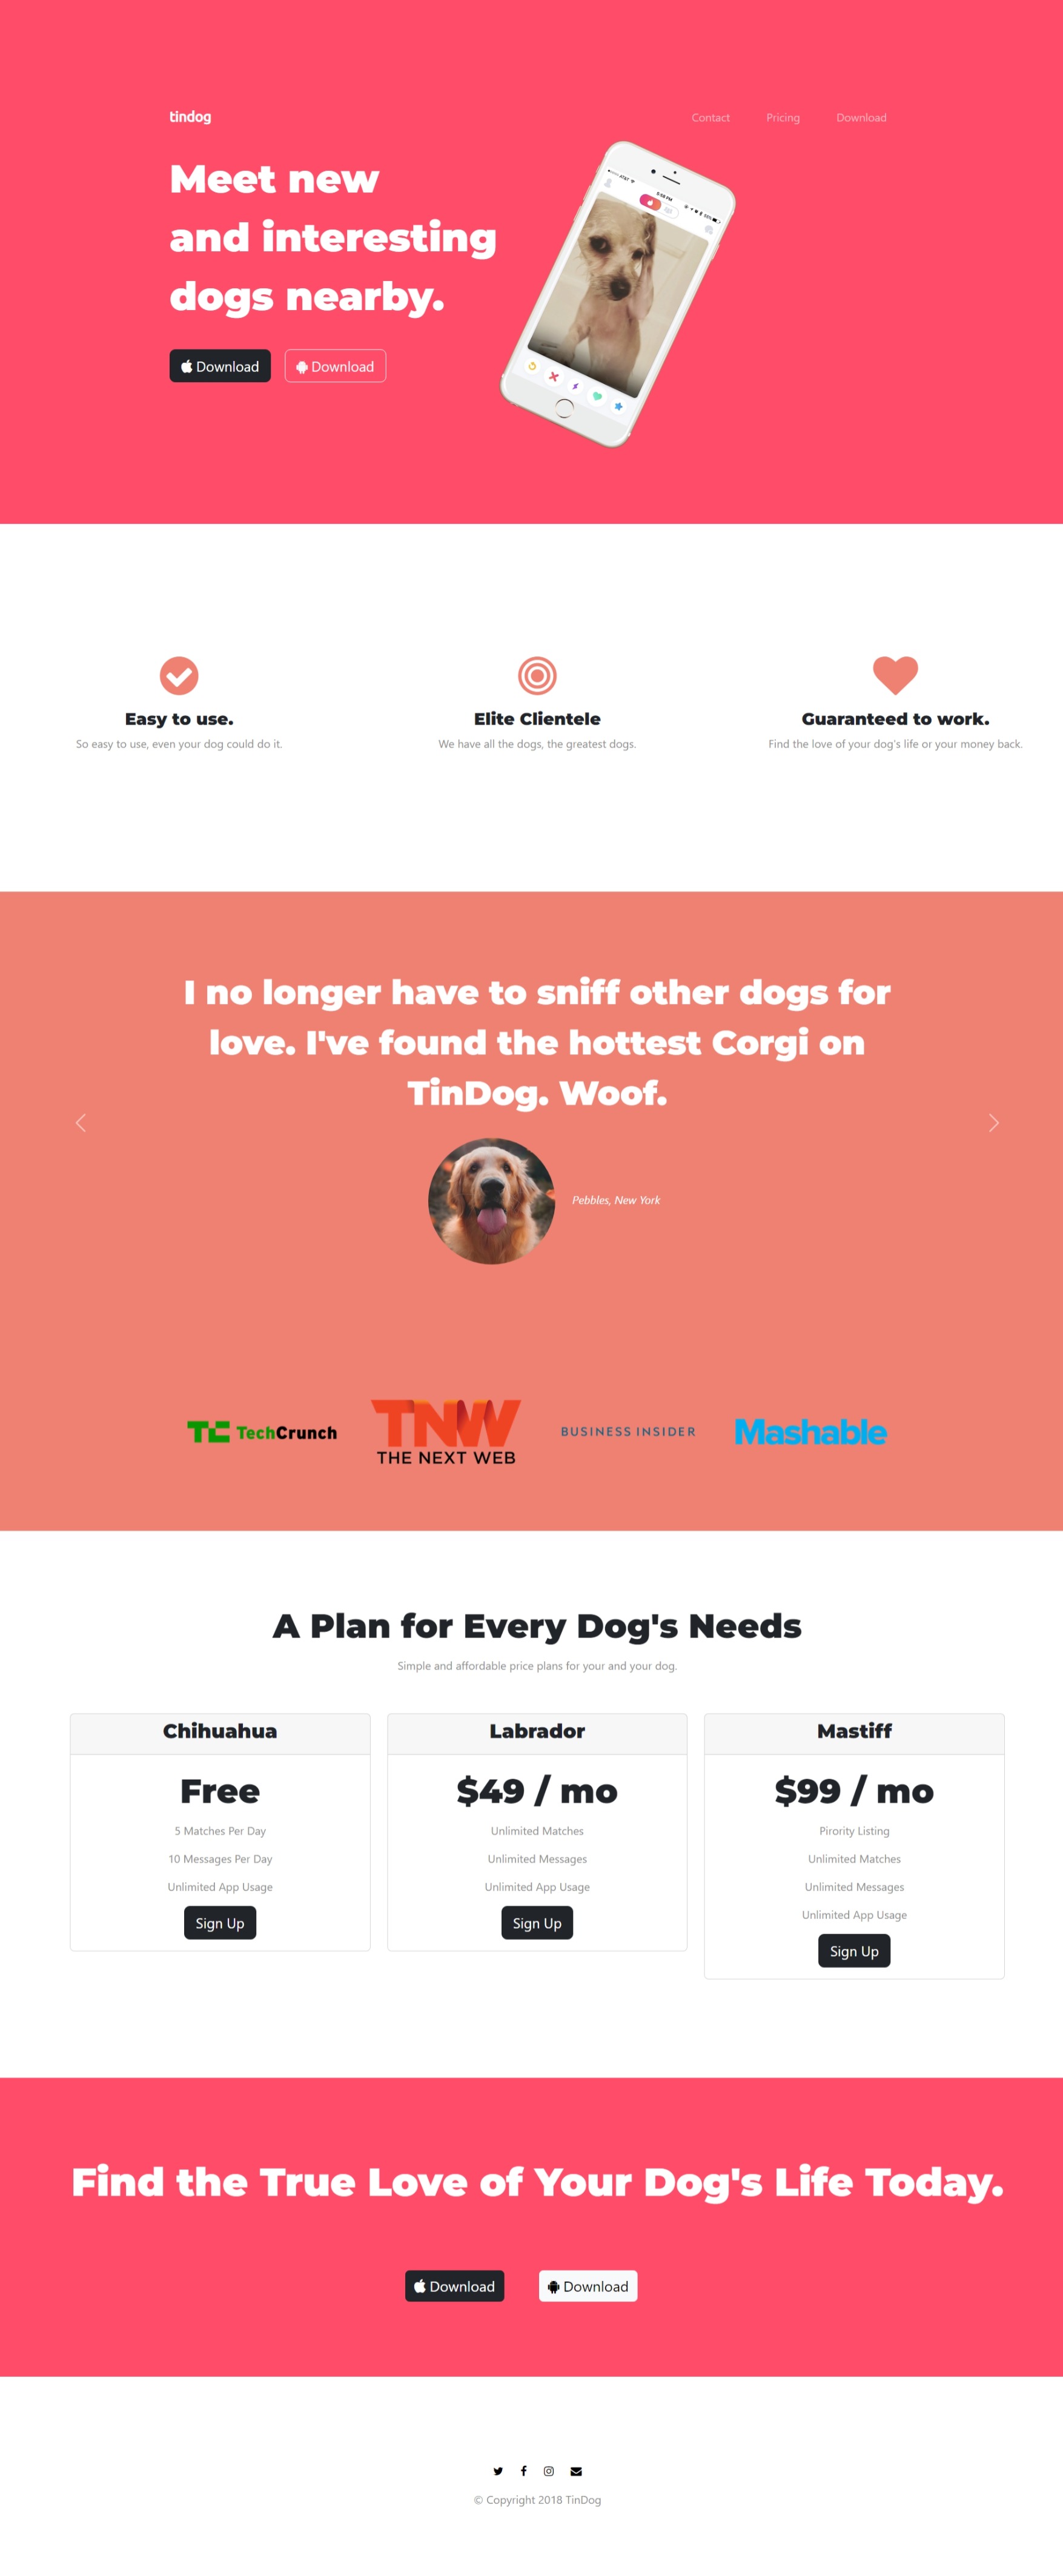 tindog
Contact Pricing Download
Meet new
and interesting
dogs nearby.
Download Download
AT&T
5:56 PM
Easy to use.
So easy to use, even your dog could do it.
Elite Clientele
We have all the dogs, the greatest dogs.
Guaranteed to work.
Find the love of your dog's life or your money back.
I no longer have to sniff other dogs for
love. I've found the hottest Corgi on
TinDog. Woof.
Pebbles, New York
TC TechCrunch
TNW
THE NEXT WEB
BUSINESS INSIDER
Mashable
A Plan for Every Dog's Needs
Simple and affordable price plans for your and your dog.
Chihuahua
Free
5 Matches Per Day
10 Messages Per Day
Unlimited App Usage
Sign Up
Labrador
$49 / mo
Unlimited Matches
Unlimited Messages
Unlimited App Usage
Sign Up
Mastiff
$99 / mo
Pirority Listing
Unlimited Matches
Unlimited Messages
Unlimited App Usage
Sign Up
Find the True Love of Your Dog's Life Today.
Download Download
© Copyright 2018 TinDog